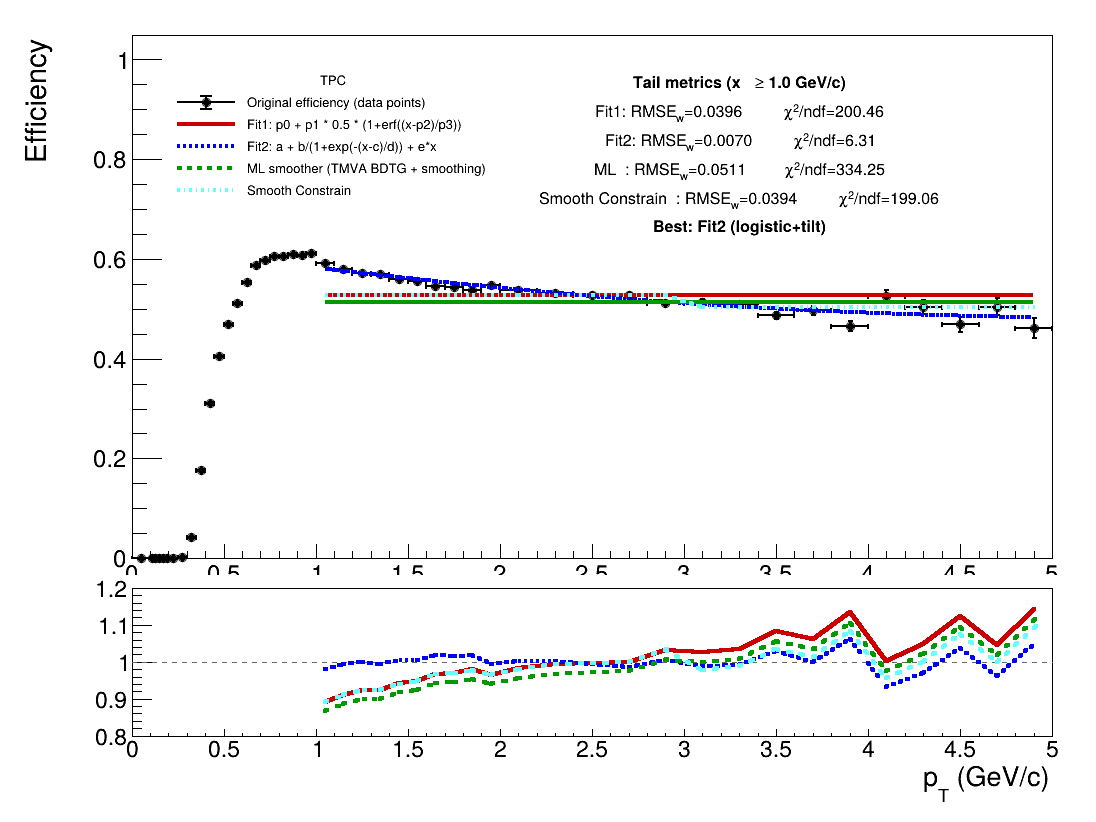 Efficiency
1
0.8
0.6
0.4
0.2
0
TPC
Original efficiency (data points)
Fit1: p0 + p1 * 0.5 * (1+erf((x-p2)/p3))
Fit2: a + b/(1+exp(-(x-c)/d)) + e*x
ML smoother (TMVA BDTG + smoothing)
Smooth Constrain
Tail metrics (x ≥ 1.0 GeV/c)
Fit1: RMSEw=0.0396 χ²/ndf=200.46
Fit2: RMSEw=0.0070 χ²/ndf=6.31
ML : RMSEw=0.0511 χ²/ndf=334.25
Smooth Constrain : RMSEw=0.0394 χ²/ndf=199.06
Best: Fit2 (logistic+tilt)
0 0.5 1 1.5 2 2.5 3 3.5 4 4.5 5
1.2
1.1
1
0.9
0.8
0 0.5 1 1.5 2 2.5 3 3.5 4 4.5 5
pT (GeV/c)